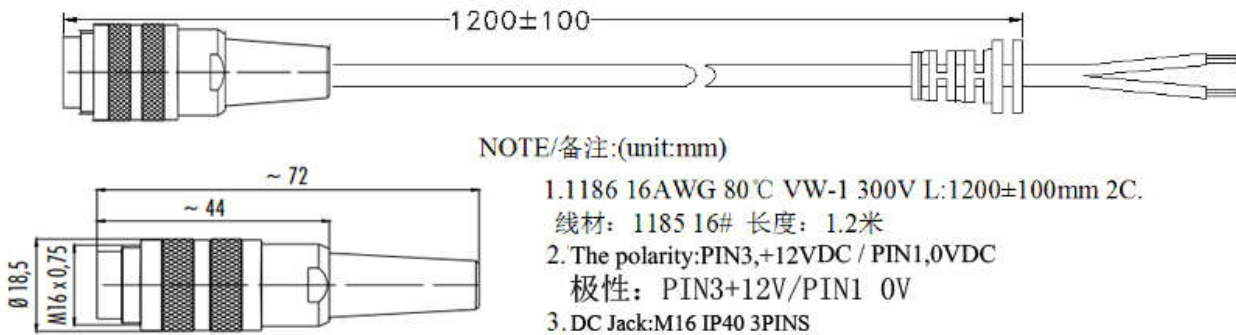 1200±100
NOTE/备注:(unit:mm)
~ 72
~ 44
Ø 18,5
M16 x 0,75
1.1186 16AWG 80℃ VW-1 300V L:1200±100mm 2C.
线材：1185 16# 长度：1.2米
2. The polarity:PIN3,+12VDC / PIN1,0VDC
极性：PIN3+12V/PIN1 0V
3. DC Jack:M16 IP40 3PINS